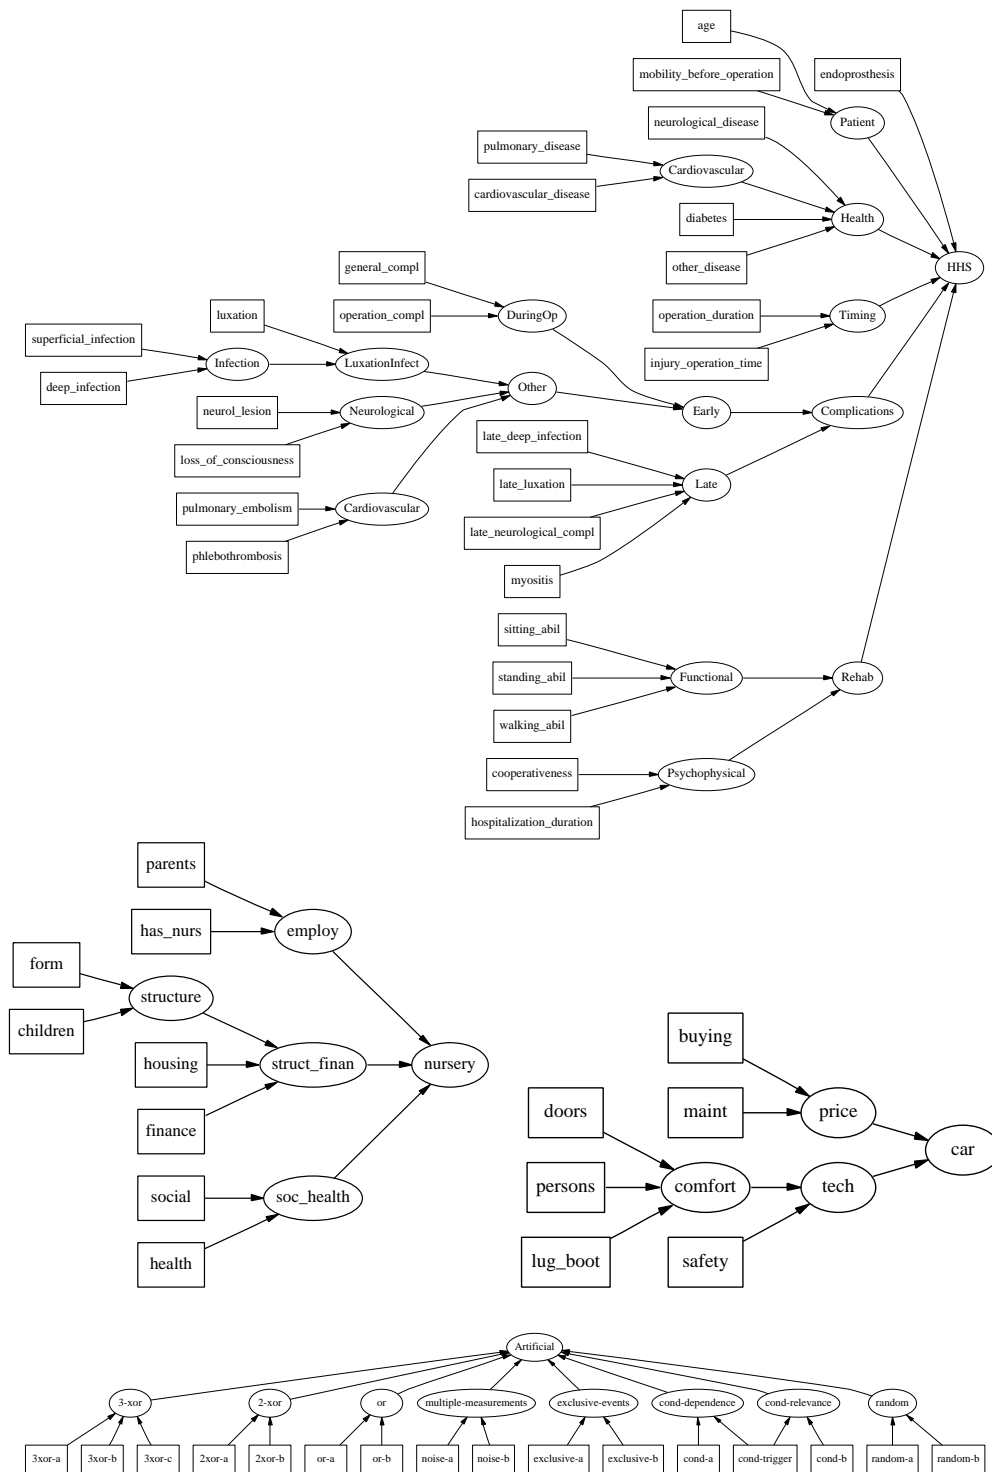 age
mobility_before_operation
endoprosthesis
neurological_disease
Patient
pulmonary_disease
Cardiovascular
cardiovascular_disease
diabetes
Health
other_disease
HHS
general_compl
luxation
operation_compl
DuringOp
operation_duration
Timing
superficial_infection
Infection
LuxationInfect
injury_operation_time
deep_infection
Other
neurol_lesion
Neurological
Early
Complications
loss_of_consciousness
late_deep_infection
late_luxation
Late
pulmonary_embolism
Cardiovascular
late_neurological_compl
phlebothrombosis
myositis
sitting_abil
standing_abil
Functional
Rehab
walking_abil
cooperativeness
Psychophysical
hospitalization_duration
parents
has_nurs
employ
form
structure
children
housing
struct_finan
nursery
finance
social
soc_health
health
buying
doors
maint
price
car
persons
comfort
tech
lug_boot
safety
Artificial
3-xor
2-xor
or
multiple-measurements
exclusive-events
cond-dependence
cond-relevance
random
3xor-a
3xor-b
3xor-c
2xor-a
2xor-b
or-a
or-b
noise-a
noise-b
exclusive-a
exclusive-b
cond-a
cond-trigger
cond-b
random-a
random-b